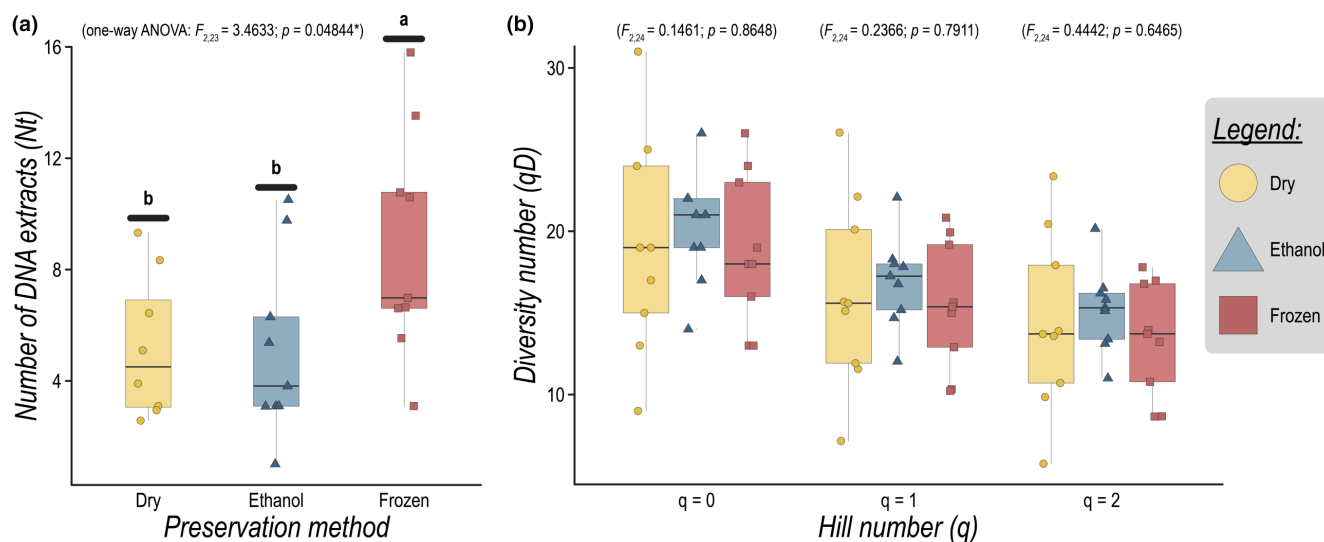 (a)
(one-way ANOVA: F2,23 = 3.4633; p = 0.04844*)
a
b
b
16
12
8
4
Number of DNA extracts (Nt)
Dry Ethanol Frozen
Preservation method
(b)
(F2,24 = 0.1461; p = 0.8648) (F2,24 = 0.2366; p = 0.7911) (F2,24 = 0.4442; p = 0.6465)
30
20
10
Diversity number (qD)
q = 0 q = 1 q = 2
Hill number (q)
Legend:
Dry
Ethanol
Frozen